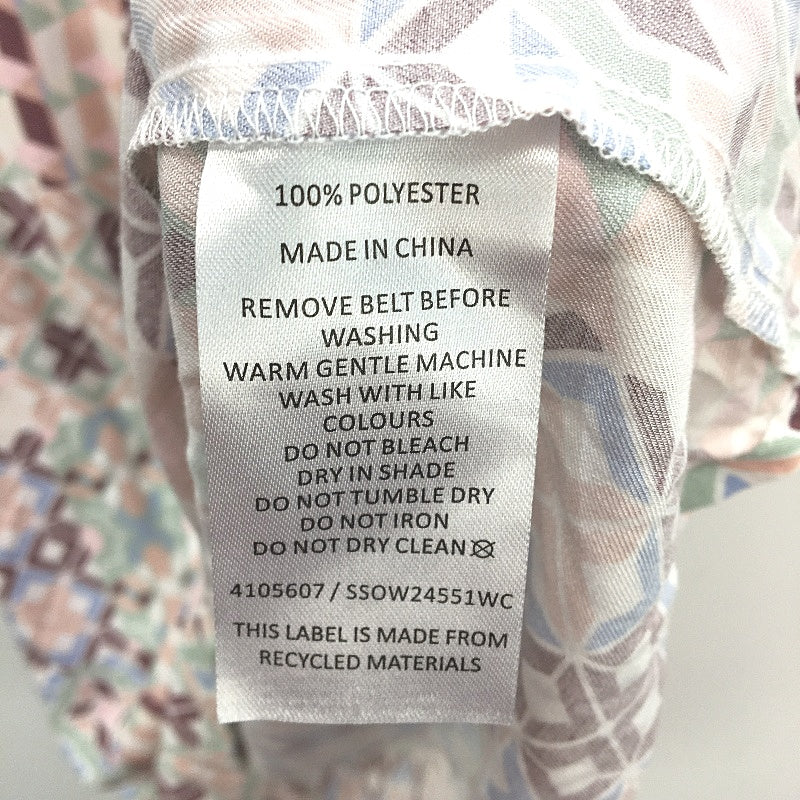 100% POLYESTER
MADE IN CHINA
REMOVE BELT BEFORE
WASHING
WARM GENTLE MACHINE
WASH WITH LIKE
COLOURS
DO NOT BLEACH
DRY IN SHADE
DO NOT TUMBLE DRY
DO NOT IRON
DO NOT DRY CLEAN
4105607 / SSOW24551WC
THIS LABEL IS MADE FROM
RECYCLED MATERIALS